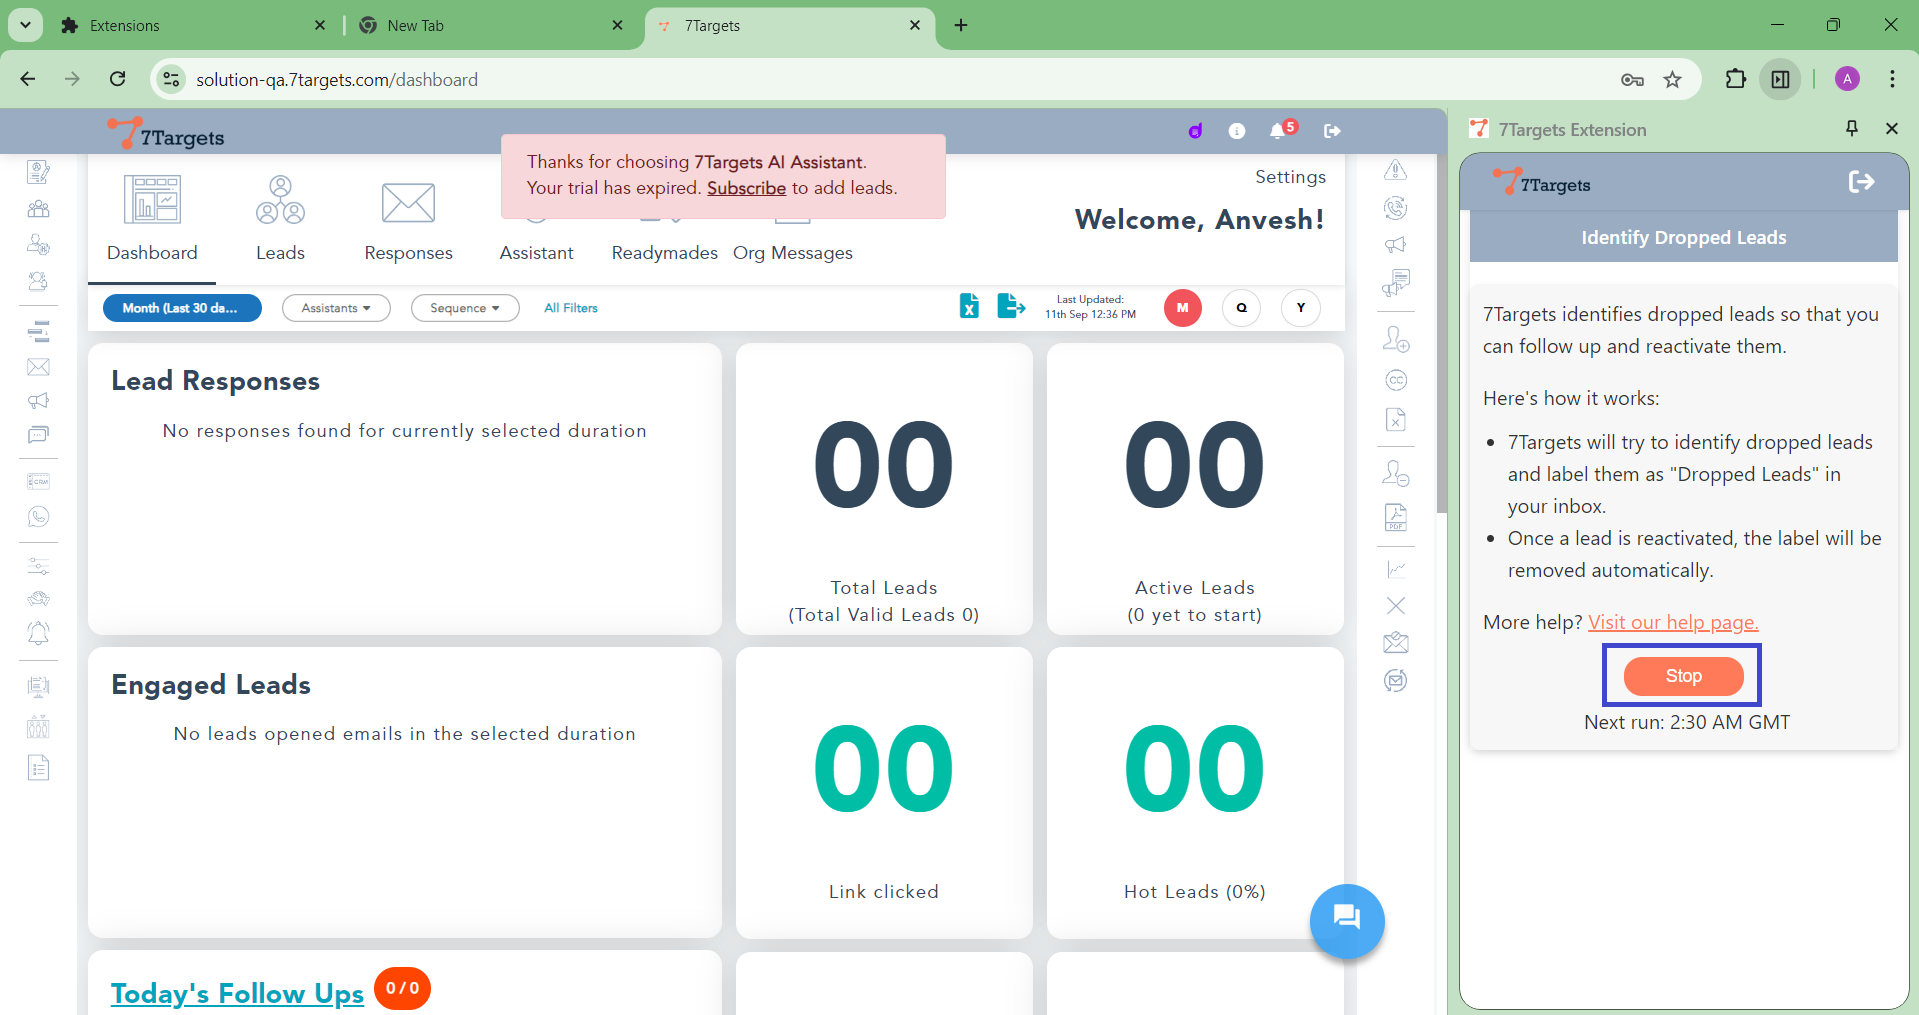 Extensions
New Tab
7Targets
solution-qa.7targets.com/dashboard
A
7Targets
5
Thanks for choosing 7Targets AI Assistant.
Your trial has expired. Subscribe to add leads.
Settings
Welcome, Anvesh!
Dashboard
Leads
Responses
Assistant
Readymades
Org Messages
Month (Last 30 da...
Assistants
Sequence
All Filters
Last Updated:
11th Sep 12:36 PM
M
Q
Y
Lead Responses
No responses found for currently selected duration
00
Total Leads
(Total Valid Leads 0)
00
Active Leads
(0 yet to start)
Engaged Leads
No leads opened emails in the selected duration
00
Link clicked
00
Hot Leads (0%)
Today's Follow Ups
0 / 0
CRM
CC
PDF
7Targets Extension
7Targets
Identify Dropped Leads
7Targets identifies dropped leads so that you
can follow up and reactivate them.
Here's how it works:
• 7Targets will try to identify dropped leads
and label them as "Dropped Leads" in
your inbox.
• Once a lead is reactivated, the label will be
removed automatically.
More help? Visit our help page.
Stop
Next run: 2:30 AM GMT